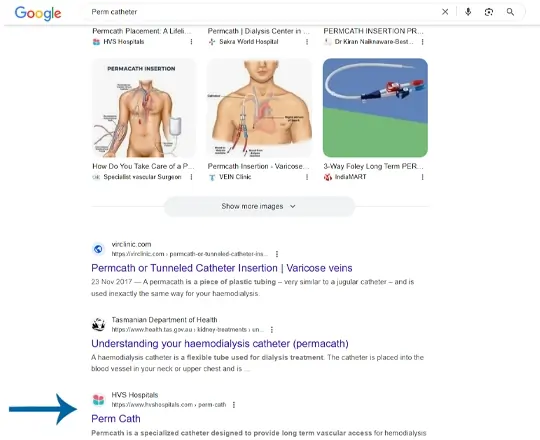 Google
Perm catheter
Permcath Placement: A Lifeli...
HVS Hospitals
Permcath | Dialysis Center in ...
Sakra World Hospital
PERMCATH INSERTION PR...
Dr Kiran Naiknaware-Best...
PERMACATH INSERTION
Catheter
How Do You Take Care of a P...
Specialist vascular Surgeon
Permcath Insertion - Varicose...
VEIN Clinic
3-Way Foley Long Term PER...
IndiaMART
Show more images
virclinic.com
https://virclinic.com › permcath-or-tunneled-catheter-ins...
Permcath or Tunneled Catheter Insertion | Varicose veins
23 Nov 2017 — A permacath is a piece of plastic tubing – very similar to a jugular catheter – and is
used inexactly the same way for your haemodialysis.
Tasmanian Department of Health
https://www.health.tas.gov.au › kidney-treatments › un...
Understanding your haemodialysis catheter (permacath)
A haemodialysis catheter is a flexible tube used for dialysis treatment. The catheter is placed into the
blood vessel in your neck or upper chest and is ...
HVS Hospitals
https://www.hvshospitals.com › perm-cath
Perm Cath
Permcath is a specialized catheter designed to provide long term vascular access for hemodialysis